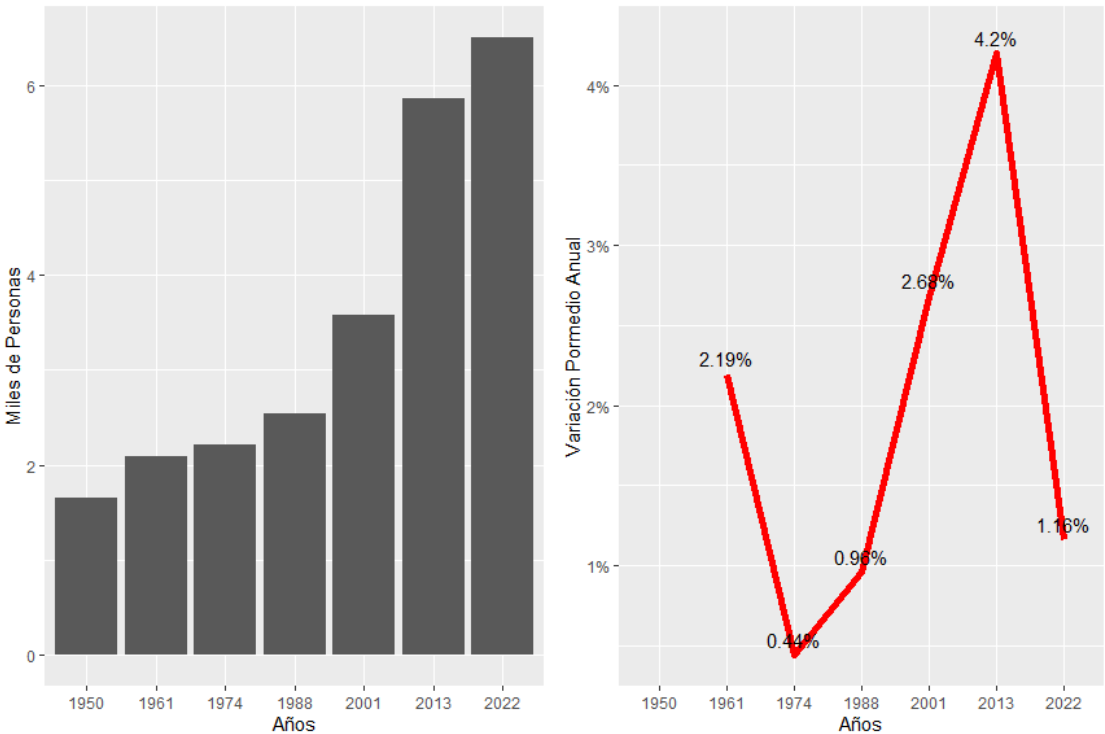 Miles de Personas
6
4
2
0
1950 1961 1974 1988 2001 2013 2022
Años
Variación Pormedio Anual
4%
3%
2%
1%
2.19%
0.44%
0.96%
2.68%
4.2%
1.16%
1950 1961 1974 1988 2001 2013 2022
Años